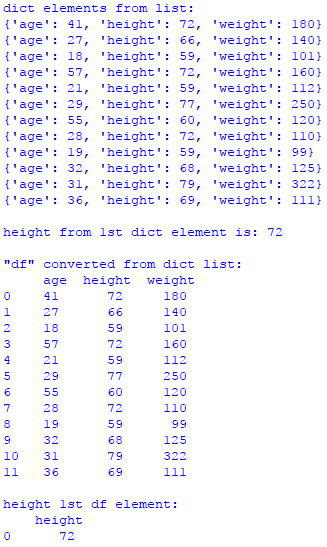 dict elements from list:
{'age': 41, 'height': 72, 'weight': 180}
{'age': 27, 'height': 66, 'weight': 140}
{'age': 18, 'height': 59, 'weight': 101}
{'age': 57, 'height': 72, 'weight': 160}
{'age': 21, 'height': 59, 'weight': 112}
{'age': 29, 'height': 77, 'weight': 250}
{'age': 55, 'height': 60, 'weight': 120}
{'age': 28, 'height': 72, 'weight': 110}
{'age': 19, 'height': 59, 'weight': 99}
{'age': 32, 'height': 68, 'weight': 125}
{'age': 31, 'height': 79, 'weight': 322}
{'age': 36, 'height': 69, 'weight': 111}

height from 1st dict element is: 72

"df" converted from dict list:
    age  height  weight
0    41      72     180
1    27      66     140
2    18      59     101
3    57      72     160
4    21      59     112
5    29      77     250
6    55      60     120
7    28      72     110
8    19      59      99
9    32      68     125
10   31      79     322
11   36      69     111

height 1st df element:
   height
0      72